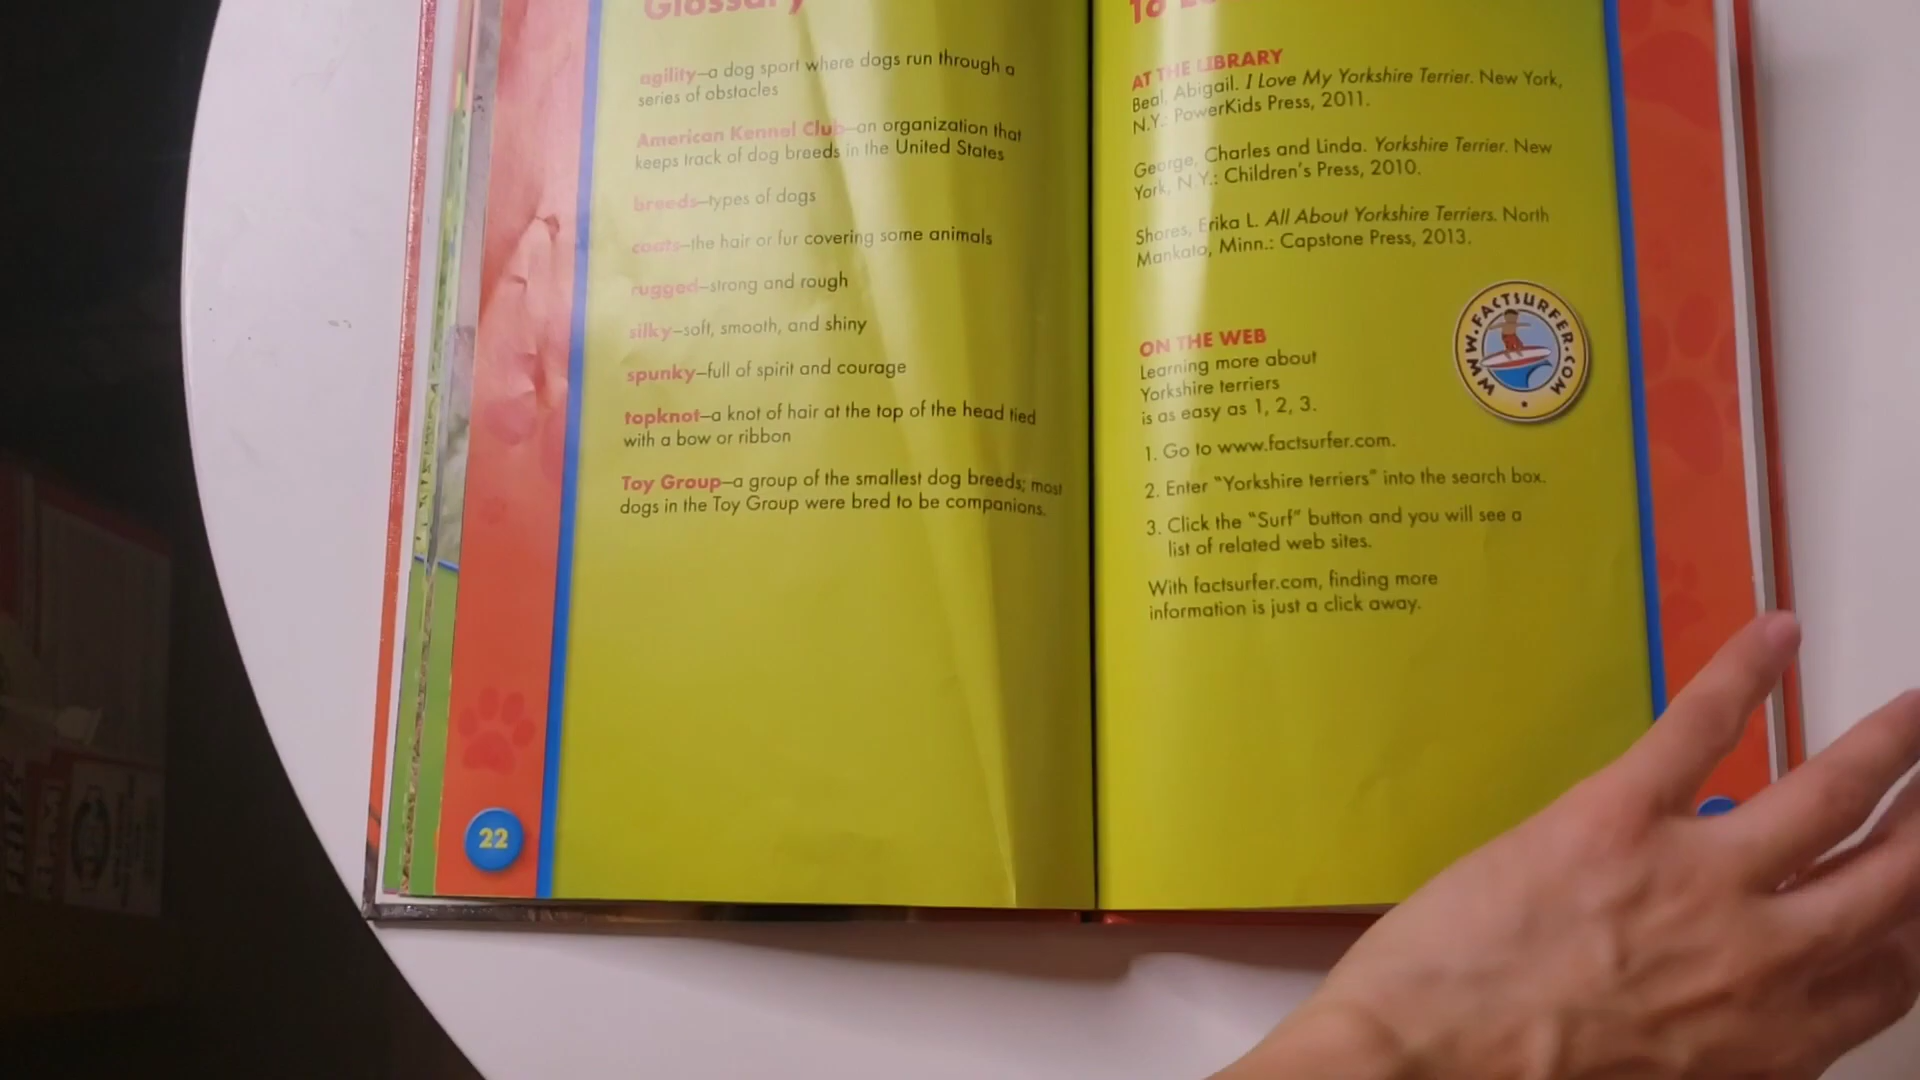 Glossary
agility—a dog sport where dogs run through a
series of obstacles
American Kennel Club—an organization that
keeps track of dog breeds in the United States
breeds—types of dogs
coats—the hair or fur covering some animals
rugged—strong and rough
silky—soft, smooth, and shiny
spunky—full of spirit and courage
topknot—a knot of hair at the top of the head tied
with a bow or ribbon
Toy Group—a group of the smallest dog breeds; most
dogs in the Toy Group were bred to be companions.
22
To
AT THE LIBRARY
Beal, Abigail. I Love My Yorkshire Terrier. New York,
N.Y.: PowerKids Press, 2011.
George, Charles and Linda. Yorkshire Terrier. New
York, N.Y.: Children's Press, 2010.
Shores, Erika L. All About Yorkshire Terriers. North
Mankato, Minn.: Capstone Press, 2013.
ON THE WEB
Learning more about
Yorkshire terriers
is as easy as 1, 2, 3.
WWW.FACTSURFER.COM
1. Go to www.factsurfer.com.
2. Enter "Yorkshire terriers" into the search box.
3. Click the "Surf" button and you will see a
list of related web sites.
With factsurfer.com, finding more
information is just a click away.